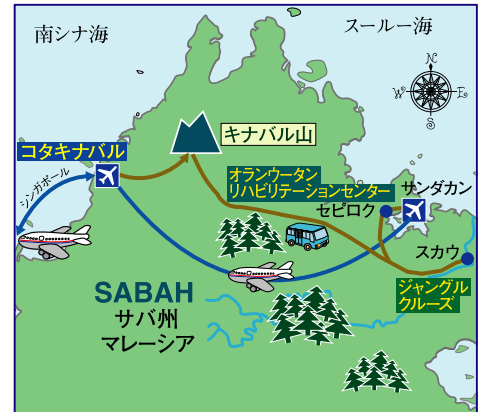 南シナ海
スールー海
N
W
E
S
キナバル山
コタキナバル
シンガポール
オランウータン
リハビリテーションセンター
サンダカン
セピロク
スカウ
ジャングル
クルーズ
SABAH
サバ州
マレーシア